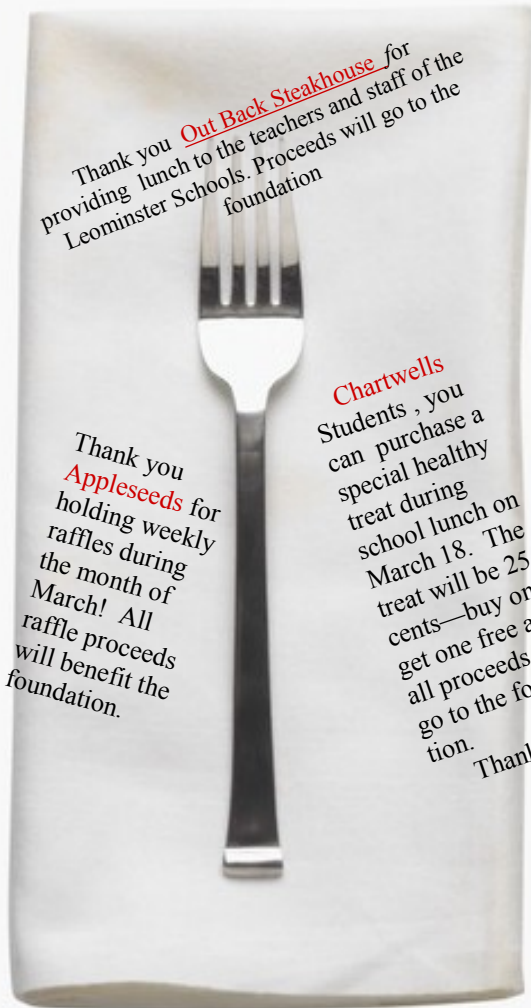 Thank you Out Back Steakhouse for
providing lunch to the teachers and staff of the
Leominster Schools. Proceeds will go to the
foundation
Thank you
Appleseeds for
holding weekly
raffles during
the month of
March! All
raffle proceeds
will benefit the
foundation.
Chartwells
Students , you
can purchase a
special healthy
treat during
school lunch on
March 18. The
treat will be 25
cents—buy
get one free
all proceeds
go to the
tion.